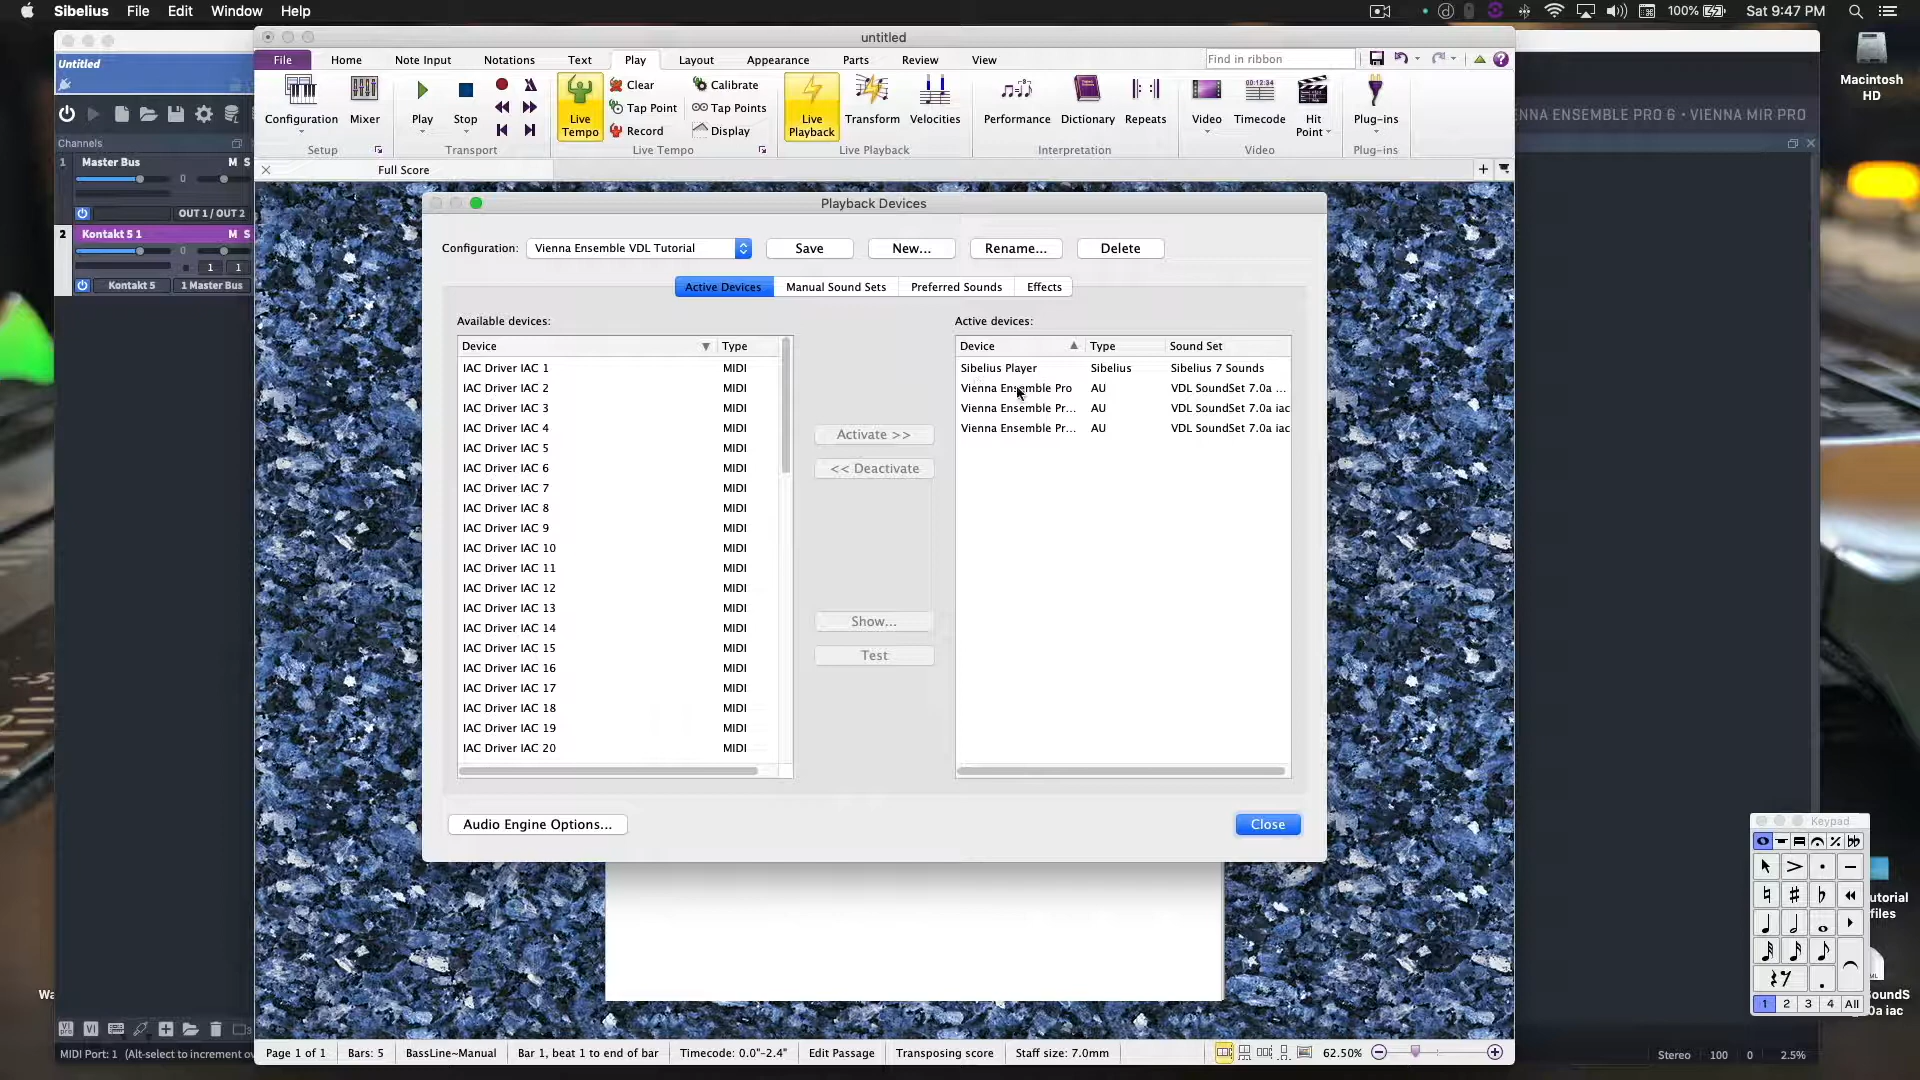 Sibelius File Edit Window Help
100% Sat 9:47 PM
Untitled
untitled
File Home Note Input Notations Text Play Layout Appearance Parts Review View Find in ribbon
Configuration Mixer Play Stop Live Tempo Clear Tap Point Record Calibrate Tap Points Display Live Playback Transform Velocities Performance Dictionary Repeats Video Timecode Hit Point Plug-ins
Setup Transport Live Tempo Live Playback Interpretation Video Plug-ins
Full Score
Macintosh HD
NNA ENSEMBLE PRO 6 • VIENNA MIR PRO
Channels
1 Master Bus M S
0
OUT 1 / OUT 2
2 Kontakt 5 1 M S
0
1 1
Kontakt 5 1 Master Bus
Playback Devices
Configuration: Vienna Ensemble VDL Tutorial Save New... Rename... Delete
Active Devices Manual Sound Sets Preferred Sounds Effects
Available devices:
Device Type
IAC Driver IAC 1 MIDI
IAC Driver IAC 2 MIDI
IAC Driver IAC 3 MIDI
IAC Driver IAC 4 MIDI
IAC Driver IAC 5 MIDI
IAC Driver IAC 6 MIDI
IAC Driver IAC 7 MIDI
IAC Driver IAC 8 MIDI
IAC Driver IAC 9 MIDI
IAC Driver IAC 10 MIDI
IAC Driver IAC 11 MIDI
IAC Driver IAC 12 MIDI
IAC Driver IAC 13 MIDI
IAC Driver IAC 14 MIDI
IAC Driver IAC 15 MIDI
IAC Driver IAC 16 MIDI
IAC Driver IAC 17 MIDI
IAC Driver IAC 18 MIDI
IAC Driver IAC 19 MIDI
IAC Driver IAC 20 MIDI
Activate >>
<< Deactivate
Show...
Test
Active devices:
Device Type Sound Set
Sibelius Player Sibelius Sibelius 7 Sounds
Vienna Ensemble Pro AU VDL SoundSet 7.0a ...
Vienna Ensemble Pr... AU VDL SoundSet 7.0a iac
Vienna Ensemble Pr... AU VDL SoundSet 7.0a iac
Audio Engine Options...
Close
Keypad
1 2 3 4 All
utorial
files
Wa
SoundS
0a iac
MIDI Port: 1 (Alt-select to increment ov
Page 1 of 1 Bars: 5 BassLine~Manual Bar 1, beat 1 to end of bar Timecode: 0.0"-2.4" Edit Passage Transposing score Staff size: 7.0mm 62.50%
Stereo 100 0 2.5%